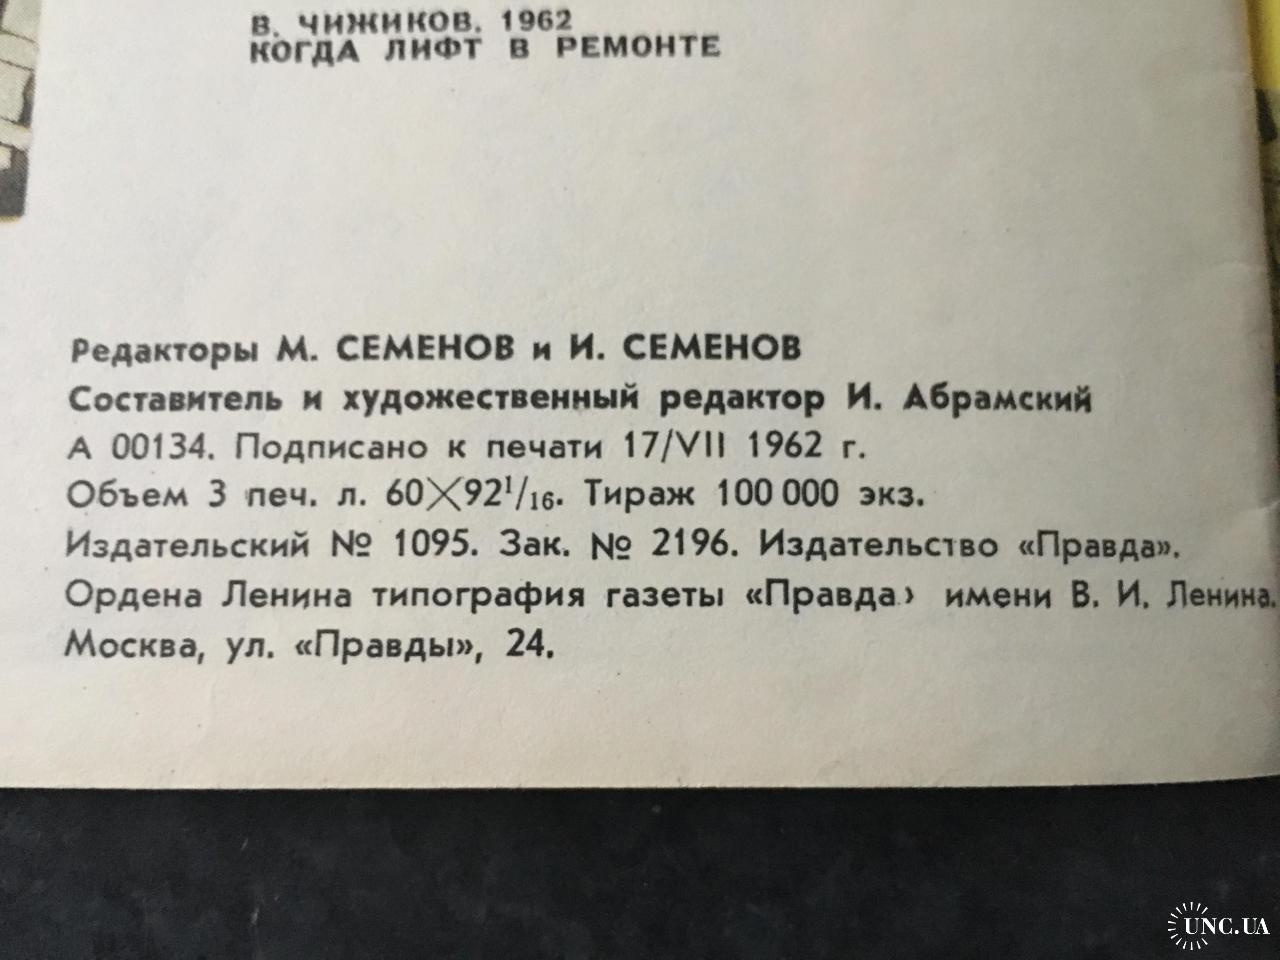 В. ЧИЖИКОВ. 1962
КОГДА ЛИФТ В РЕМОНТЕ
Редакторы М. СЕМЕНОВ и И. СЕМЕНОВ
Составитель и художественный редактор И. Абрамский
А 00134. Подписано к печати 17/VII 1962 г.
Объем 3 печ. л. 60×92¹/₁₆. Тираж 100 000 экз.
Издательский № 1095. Зак. № 2196. Издательство «Правда».
Ордена Ленина типография газеты «Правда› имени В. И. Ленина.
Москва, ул. «Правды», 24.
UNC.UA